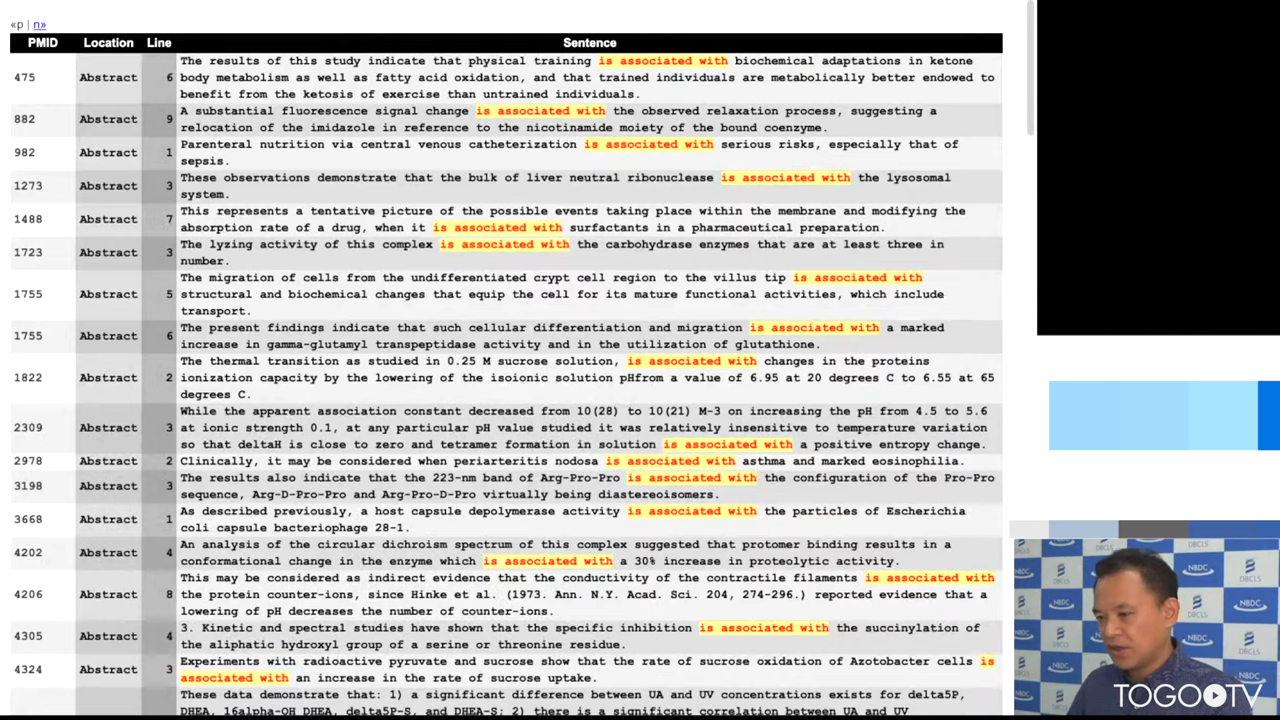 «p | n»
PMID Location Line Sentence
475 Abstract 6 The results of this study indicate that physical training is associated with biochemical adaptations in ketone
body metabolism as well as fatty acid oxidation, and that trained individuals are metabolically better endowed to
benefit from the ketosis of exercise than untrained individuals.
882 Abstract 9 A substantial fluorescence signal change is associated with the observed relaxation process, suggesting a
relocation of the imidazole in reference to the nicotinamide moiety of the bound coenzyme.
982 Abstract 1 Parenteral nutrition via central venous catheterization is associated with serious risks, especially that of
sepsis.
1273 Abstract 3 These observations demonstrate that the bulk of liver neutral ribonuclease is associated with the lysosomal
system.
1488 Abstract 7 This represents a tentative picture of the possible events taking place within the membrane and modifying the
absorption rate of a drug, when it is associated with surfactants in a pharmaceutical preparation.
1723 Abstract 3 The lyzing activity of this complex is associated with the carbohydrase enzymes that are at least three in
number.
1755 Abstract 5 The migration of cells from the undifferentiated crypt cell region to the villus tip is associated with
structural and biochemical changes that equip the cell for its mature functional activities, which include
transport.
1755 Abstract 6 The present findings indicate that such cellular differentiation and migration is associated with a marked
increase in gamma-glutamyl transpeptidase activity and in the utilization of glutathione.
1822 Abstract 2 The thermal transition as studied in 0.25 M sucrose solution, is associated with changes in the proteins
ionization capacity by the lowering of the isoionic solution pHfrom a value of 6.95 at 20 degrees C to 6.55 at 65
degrees C.
2309 Abstract 3 While the apparent association constant decreased from 10(28) to 10(21) M-3 on increasing the pH from 4.5 to 5.6
at ionic strength 0.1, at any particular pH value studied it was relatively insensitive to temperature variation
so that deltaH is close to zero and tetramer formation in solution is associated with a positive entropy change.
2978 Abstract 2 Clinically, it may be considered when periarteritis nodosa is associated with asthma and marked eosinophilia.
3198 Abstract 3 The results also indicate that the 223-nm band of Arg-Pro-Pro is associated with the configuration of the Pro-Pro
sequence, Arg-D-Pro-Pro and Arg-Pro-D-Pro virtually being diastereoisomers.
3668 Abstract 1 As described previously, a host capsule depolymerase activity is associated with the particles of Escherichia
coli capsule bacteriophage 28-1.
4202 Abstract 4 An analysis of the circular dichroism spectrum of this complex suggested that protomer binding results in a
conformational change in the enzyme which is associated with a 30% increase in proteolytic activity.
4206 Abstract 8 This may be considered as indirect evidence that the conductivity of the contractile filaments is associated with
the protein counter-ions, since Hinke et al. (1973. Ann. N.Y. Acad. Sci. 204, 274-296.) reported evidence that a
lowering of pH decreases the number of counter-ions.
4305 Abstract 4 3. Kinetic and spectral studies have shown that the specific inhibition is associated with the succinylation of
the aliphatic hydroxyl group of a serine or threonine residue.
4324 Abstract 3 Experiments with radioactive pyruvate and sucrose show that the rate of sucrose oxidation of Azotobacter cells is
associated with an increase in the rate of sucrose uptake.
These data demonstrate that: 1) a significant difference between UA and UV concentrations exists for delta5P,
DHEA, 16alpha-OH DHEA, delta5P-S, and DHEA-S; 2) there is a significant correlation between UA and UV
NBDC
DBCLS
NBDC
DBCLS
NBDC
TOGO TV